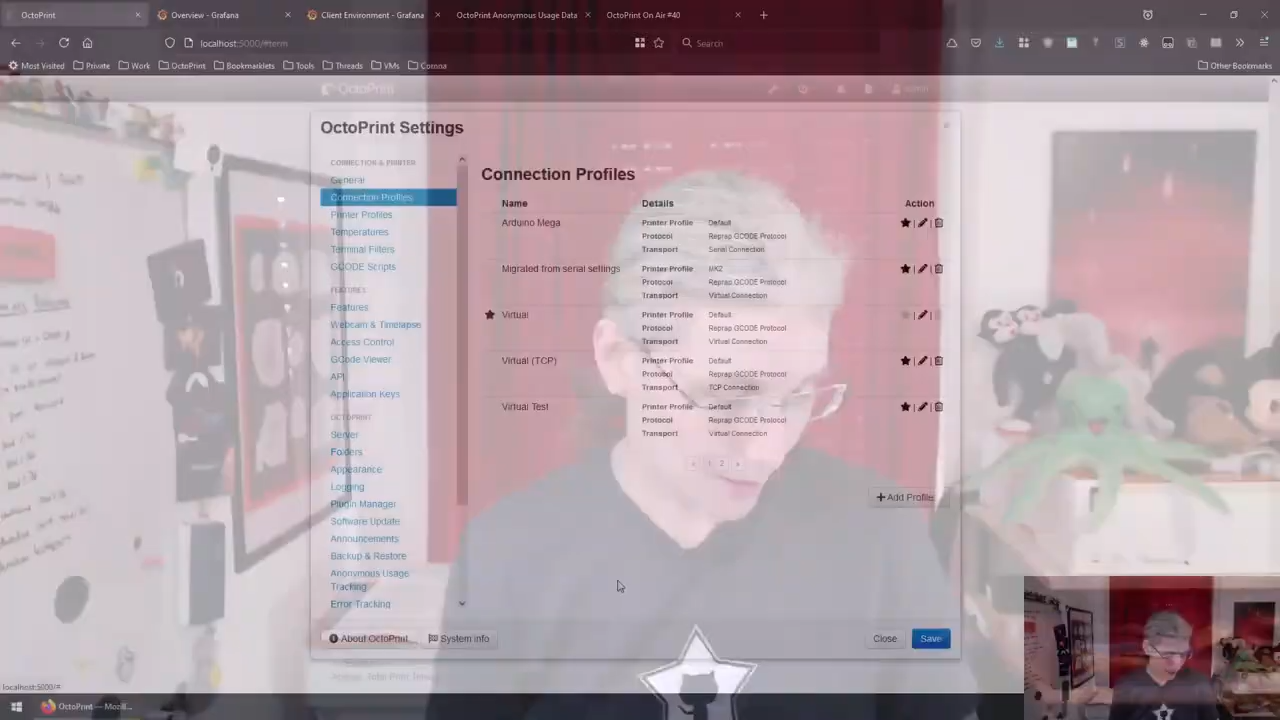 OctoPrint
Overview - Grafana
Client Environment - Grafana
OctoPrint Anonymous Usage Data
OctoPrint On Air #40
localhost:5000/#term
Search
Most Visited
Private
Work
OctoPrint
Bookmarklets
Tools
Threads
VMs
Corona
Other Bookmarks
OctoPrint
OctoPrint Settings
CONNECTION & PRINTER
General
Connection Profiles
Printer Profiles
Temperatures
Terminal Filters
GCODE Scripts
FEATURES
Features
Webcam & Timelapse
Access Control
GCode Viewer
API
Application Keys
OCTOPRINT
Server
Folders
Appearance
Logging
Plugin Manager
Software Update
Announcements
Backup & Restore
Anonymous Usage
Tracking
Error Tracking
Connection Profiles
Name Details Action
Arduino Mega Printer Profile Default
Protocol Reprap GCODE Protocol
Transport Serial Connection
Migrated from serial settings Printer Profile MK2
Protocol Reprap GCODE Protocol
Transport Virtual Connection
Virtual Printer Profile Default
Protocol Reprap GCODE Protocol
Transport Virtual Connection
Virtual (TCP) Printer Profile Default
Protocol Reprap GCODE Protocol
Transport TCP Connection
Virtual Test Printer Profile Default
Protocol Reprap GCODE Protocol
Transport Virtual Connection
« 1 2 »
Add Profile
About OctoPrint
System info
Close
Save
localhost:5000/#
OctoPrint — Mozill...